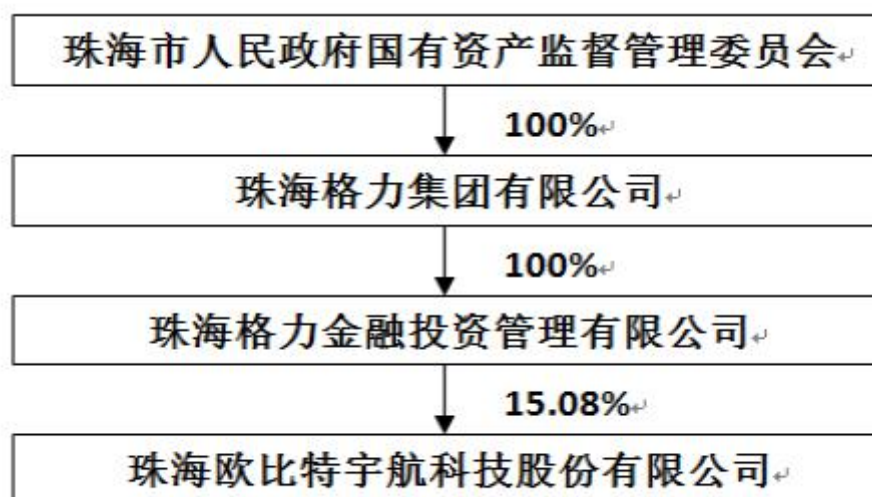 珠海市人民政府国有资产监督管理委员会
100%
珠海格力集团有限公司
100%
珠海格力金融投资管理有限公司
15.08%
珠海欧比特宇航科技股份有限公司